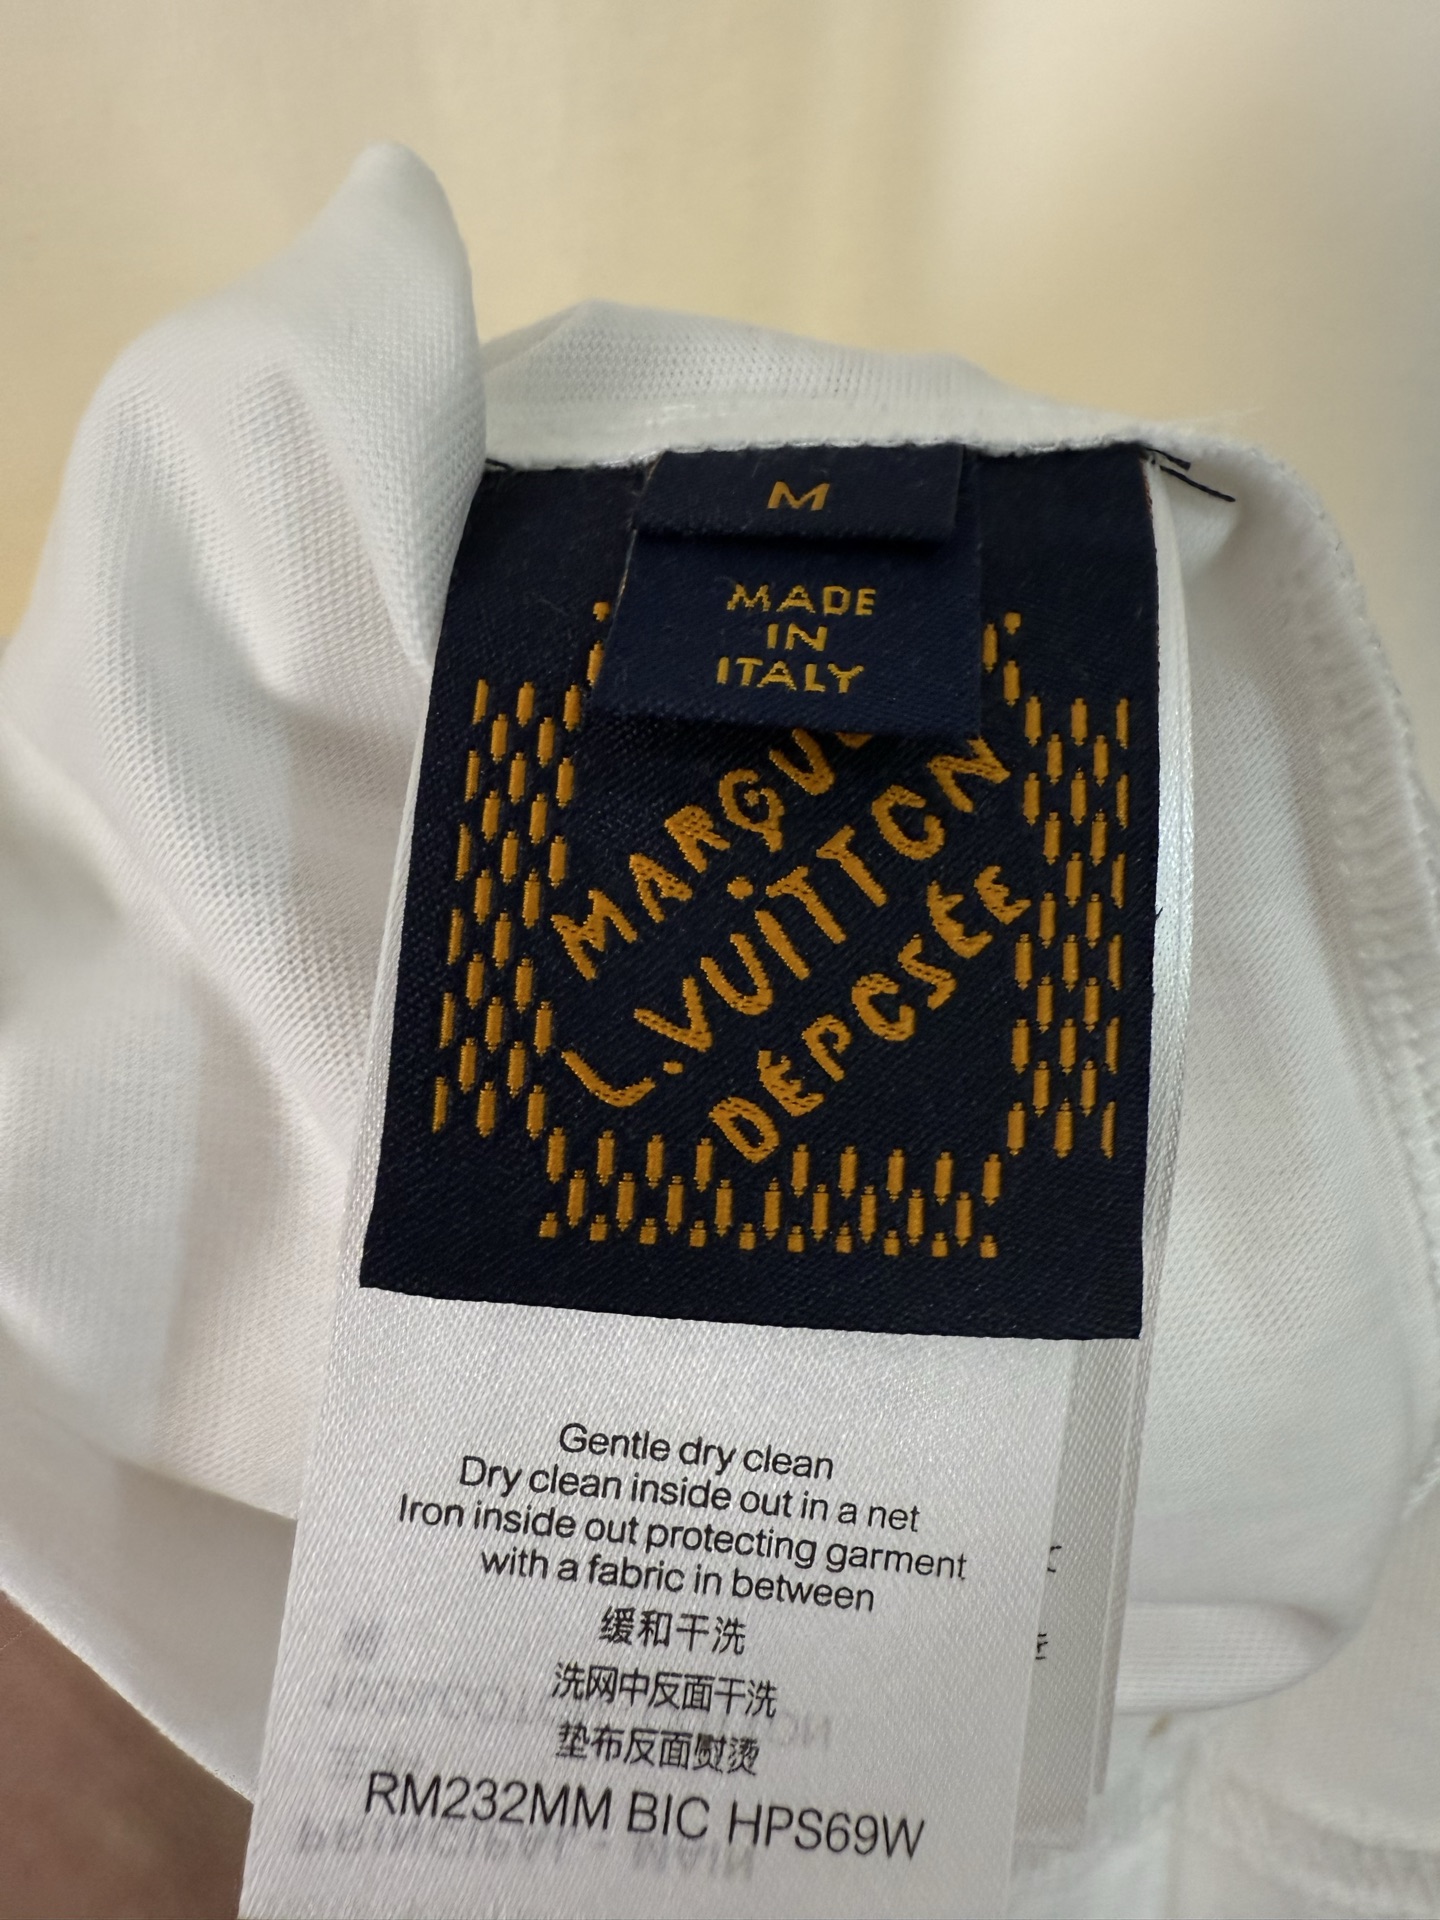 M
MADE
IN
ITALY
MARQUE
L.VUITTON
DÉPOSÉE
Gentle dry clean
Dry clean inside out in a net
Iron inside out protecting garment
with a fabric in between
缓和干洗
洗网中反面干洗
垫布反面熨烫
RM232MM BIC HPS69W